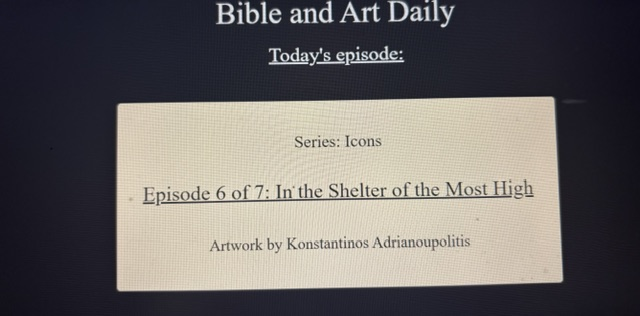 Bible and Art Daily
Today's episode:
Series: Icons
Episode 6 of 7: In the Shelter of the Most High
Artwork by Konstantinos Adrianoupolitis